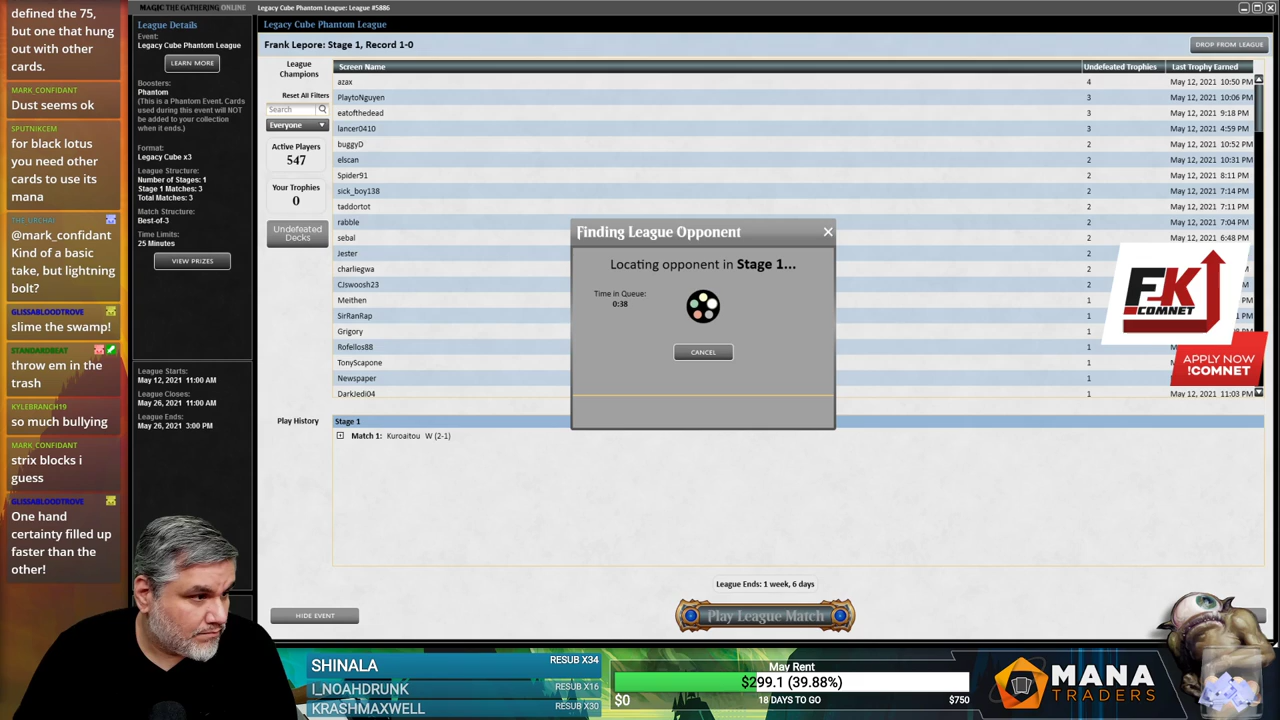 defined the 75,
but one that hung
out with other
cards.
MARK_CONFIDANT
Dust seems ok
SPUTNIKCEM
for black lotus
you need other
cards to use its
mana
@mark_confidant
Kind of a basic
take, but lightning
bolt?
GLISSABLOODTROVE
slime the swamp!
STANDARDBEAT
throw em in the
trash
KYLEBRANCH19
so much bullying
MARK_CONFIDANT
strix blocks i
guess
GLISSABLOODTROVE
One hand
certainty filled up
faster than the
other!
MAGIC THE GATHERING ONLINE
Legacy Cube Phantom League: League #5886
League Details
Event:
Legacy Cube Phantom League
LEARN MORE
Boosters:
Phantom
(This is a Phantom Event. Cards
used during this event will NOT
be added to your collection
when it ends.)
Format:
Legacy Cube x3
League Structure:
Number of Stages: 1
Stage 1 Matches: 3
Total Matches: 3
Match Structure:
Best-of-3
Time Limits:
25 Minutes
VIEW PRIZES
League Starts:
May 12, 2021 11:00 AM
League Closes:
May 26, 2021 11:00 AM
League Ends:
May 26, 2021 3:00 PM
Legacy Cube Phantom League
Frank Lepore: Stage 1, Record 1-0
DROP FROM LEAGUE
League
Champions
Reset All Filters
Search
Everyone
Active Players
547
Your Trophies
0
Undefeated
Decks
Screen Name Undefeated Trophies Last Trophy Earned
azax 4 May 12, 2021 10:50 PM
PlaytoNguyen 3 May 12, 2021 10:06 PM
eatofthedead 3 May 12, 2021 9:18 PM
lancer0410 3 May 12, 2021 4:59 PM
buggyD 2 May 12, 2021 10:52 PM
elscan 2 May 12, 2021 10:31 PM
Spider91 2 May 12, 2021 8:11 PM
sick_boy138 2 May 12, 2021 7:14 PM
taddortot 2 May 12, 2021 7:11 PM
rabble 2 May 12, 2021 7:04 PM
sebal 2 May 12, 2021 6:48 PM
Jester 2
charliegwa 2
CJswoosh23 2
Meithen 1
SirRanRap 1 PM
Grigory 1 PM
Rofellos88 1
TonyScapone 1
Newspaper 1
DarkJedi04 1 May 12, 2021 11:03 PM
Finding League Opponent
Locating opponent in Stage 1...
Time in Queue:
0:38
CANCEL
.COMNET
APPLY NOW
!COMNET
Play History
Stage 1
Match 1: Kuroaitou W (2-1)
League Ends: 1 week, 6 days
HIDE EVENT
Play League Match
SHINALA RESUB X34
I_NOAHDRUNK RESUB X16
KRASHMAXWELL RESUB X30
May Rent
$299.1 (39.88%)
$0 18 DAYS TO GO $750
MANA
TRADERS